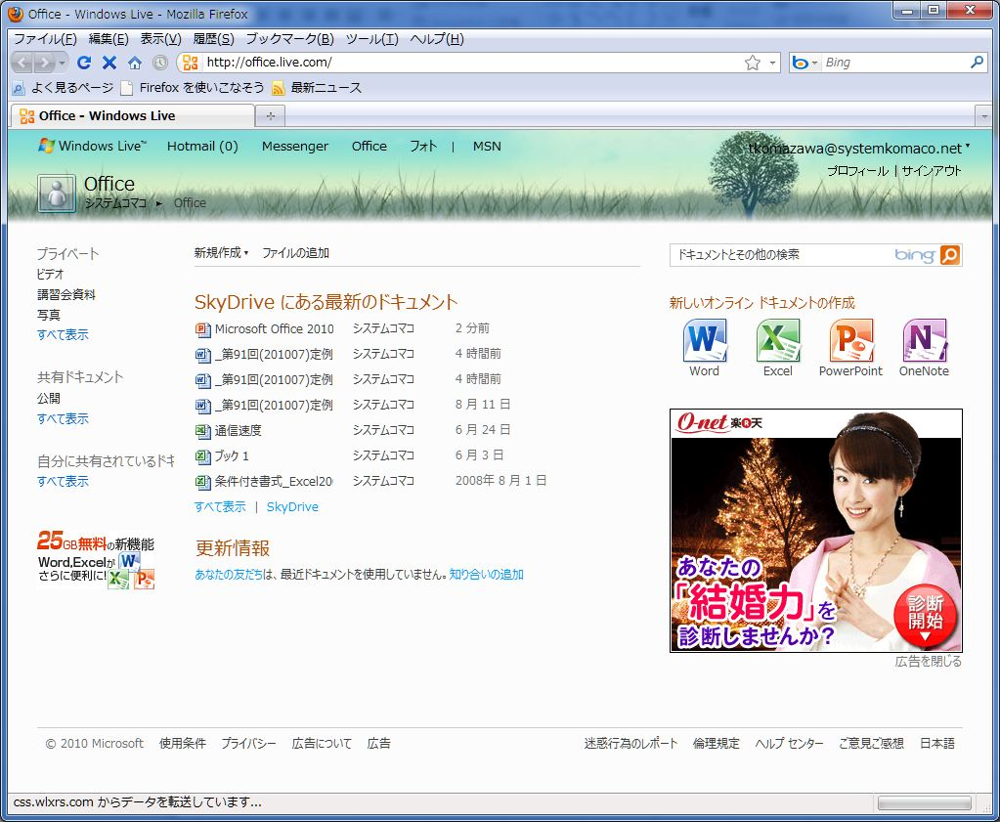 Office - Windows Live - Mozilla Firefox
ファイル(F) 編集(E) 表示(V) 履歴(S) ブックマーク(B) ツール(T) ヘルプ(H)
http://office.live.com/ Bing
よく見るページ Firefox を使いこなそう 最新ニュース
Office - Windows Live
Windows Live™ Hotmail (0) Messenger Office フォト | MSN
tkomazawa@systemkomaco.net
プロフィール | サインアウト
Office
システムコマコ ► Office
プライベート
ビデオ
講習会資料
写真
すべて表示
共有ドキュメント
公開
すべて表示
自分に共有されているドキ
すべて表示
25GB無料の新機能
Word,Excelが
さらに便利に!
新規作成 ファイルの追加
SkyDrive にある最新のドキュメント
Microsoft Office 2010 システムコマコ 2 分前
_第91回(201007)定例 システムコマコ 4 時間前
_第91回(201007)定例 システムコマコ 4 時間前
_第91回(201007)定例 システムコマコ 8 月 11 日
通信速度 システムコマコ 6 月 24 日
ブック 1 システムコマコ 6 月 3 日
条件付き書式_Excel20 システムコマコ 2008年 8 月 1 日
すべて表示 | SkyDrive
更新情報
あなたの友だちは、最近ドキュメントを使用していません。知り合いの追加
ドキュメントとその他の検索 bing
新しいオンライン ドキュメントの作成
Word Excel PowerPoint OneNote
O-net 楽天
あなたの
「結婚力」を
診断しませんか?
診断
開始
広告を閉じる
© 2010 Microsoft 使用条件 プライバシー 広告について 広告 迷惑行為のレポート 倫理規定 ヘルプ センター ご意見ご感想 日本語
css.wlxrs.com からデータを転送しています...